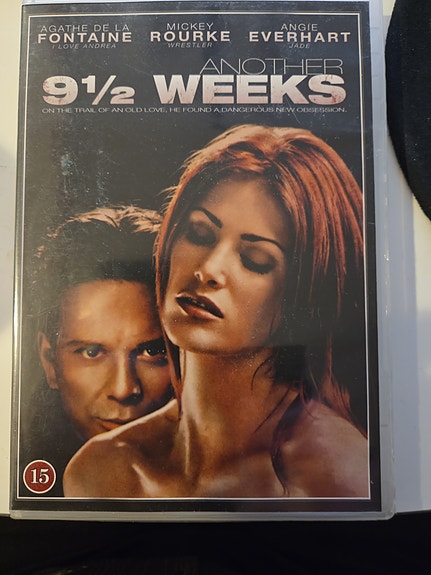 AGATHE DE LA MICKEY ANGIE
FONTAINE ROURKE EVERHART
I LOVE ANDREA WRESTLER JADE
ANOTHER
9½ WEEKS
ON THE TRAIL OF AN OLD LOVE, HE FOUND A DANGEROUS NEW OBSESSION.
15